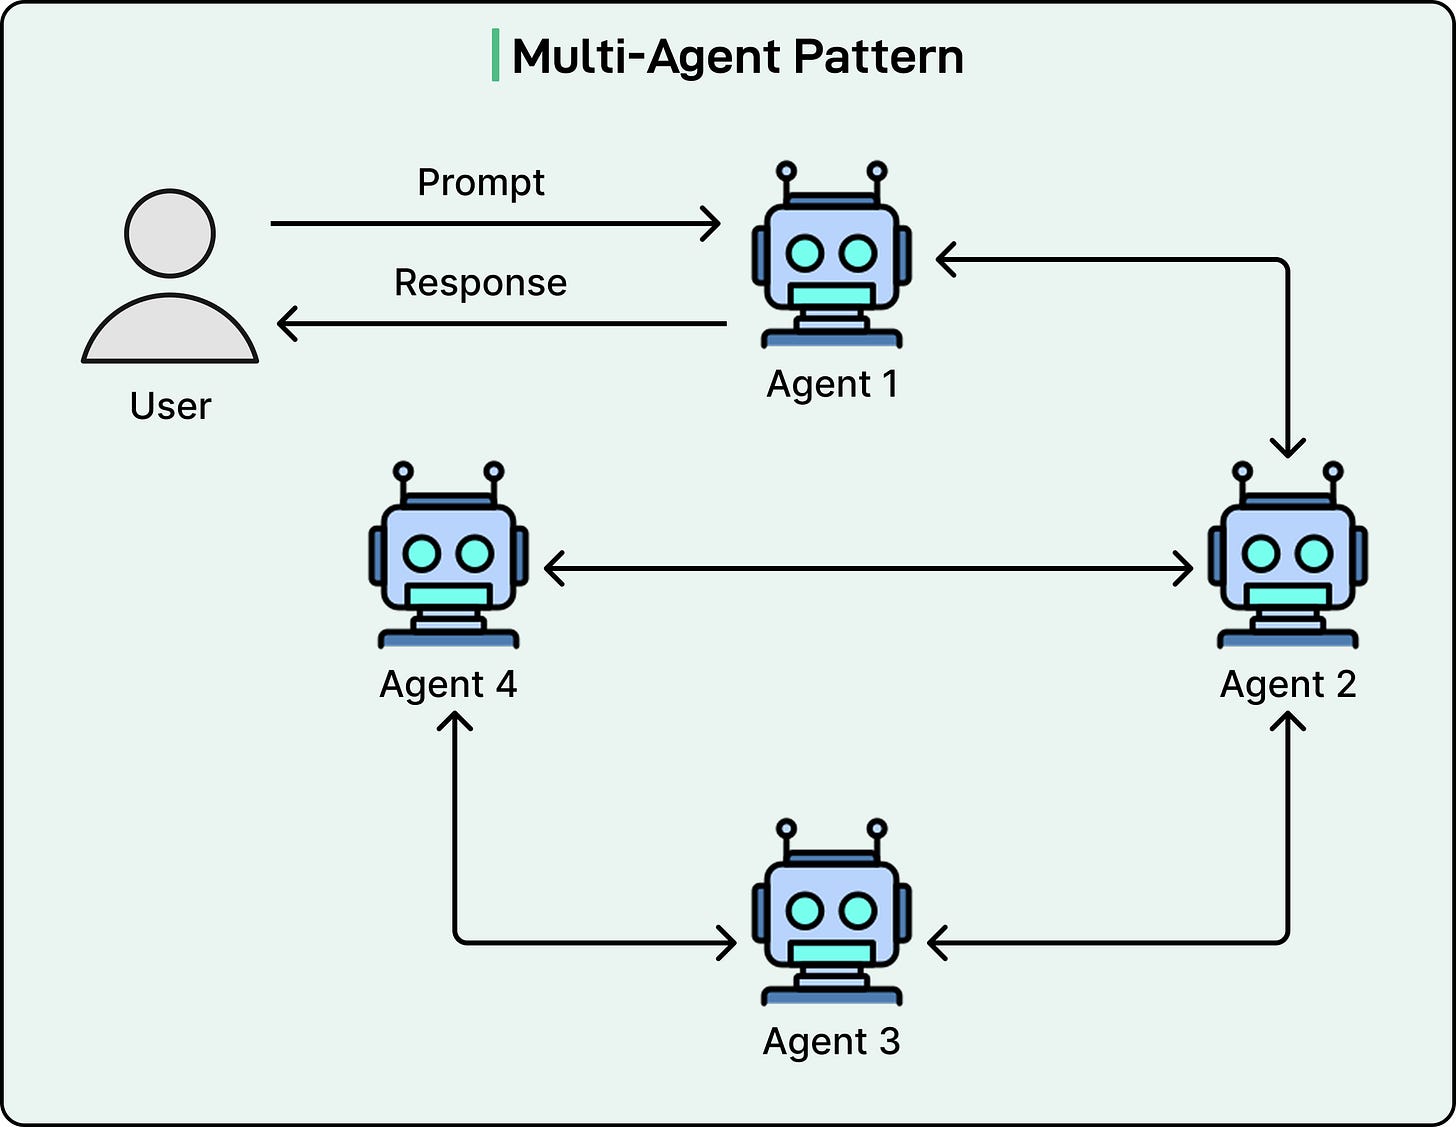 Multi-Agent Pattern
Prompt
Response
User
Agent 1
Agent 4
Agent 2
Agent 3